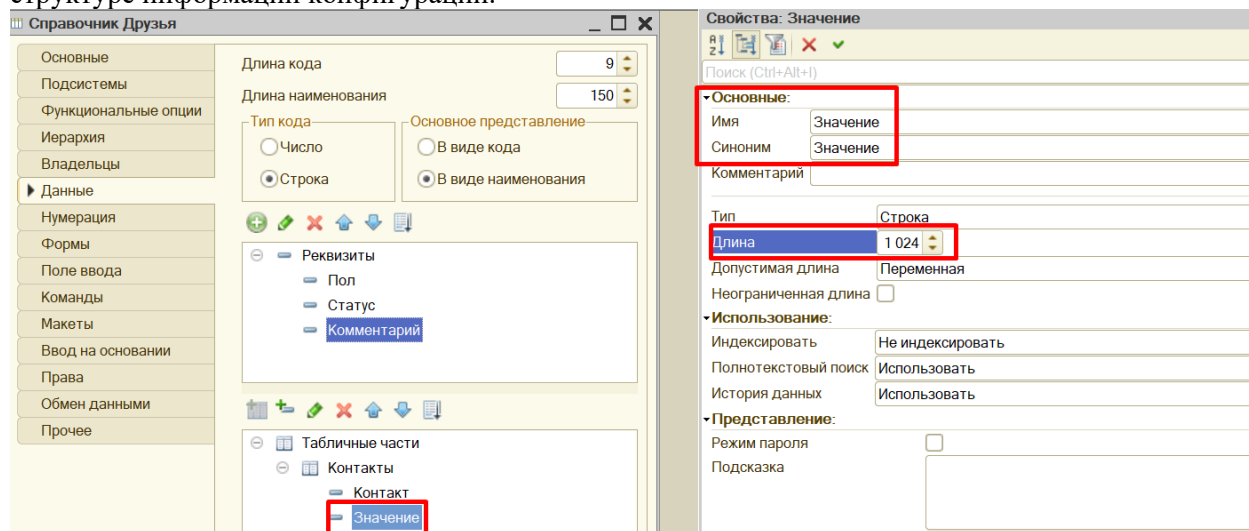 структуре информации конфигурации.
Справочник Друзья
Основные
Подсистемы
Функциональные опции
Иерархия
Владельцы
Данные
Нумерация
Формы
Поле ввода
Команды
Макеты
Ввод на основании
Права
Обмен данными
Прочее
Длина кода 9
Длина наименования 150
Тип кода
Число
Строка
Основное представление
В виде кода
В виде наименования
Реквизиты
Пол
Статус
Комментарий
Табличные части
Контакты
Контакт
Значение
Свойства: Значение
Поиск (Ctrl+Alt+I)
Основные:
Имя Значение
Синоним Значение
Комментарий
Тип Строка
Длина 1 024
Допустимая длина Переменная
Неограниченная длина
Использование:
Индексировать Не индексировать
Полнотекстовый поиск Использовать
История данных Использовать
Представление:
Режим пароля
Подсказка